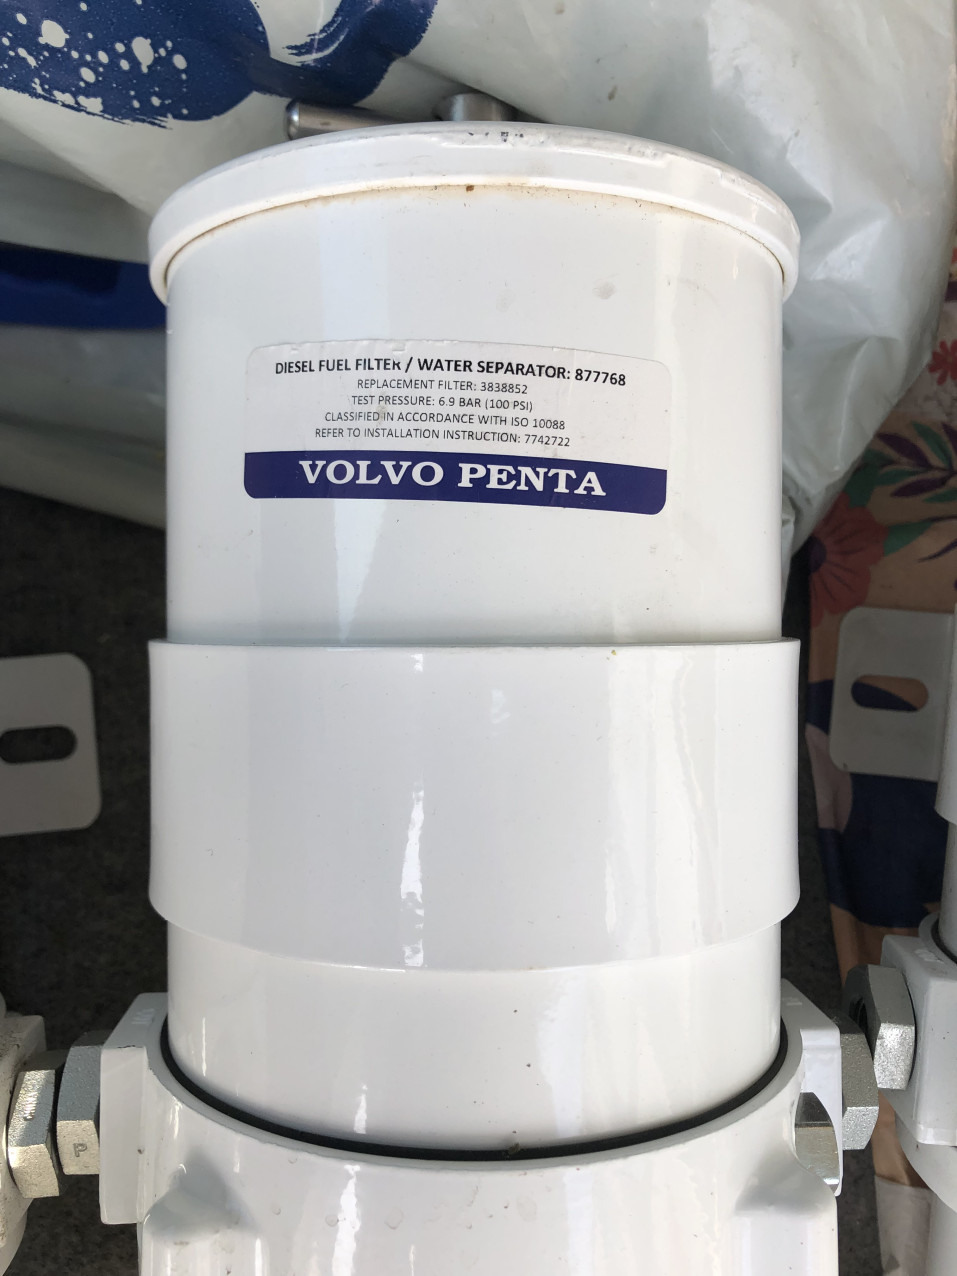 DIESEL FUEL FILTER / WATER SEPARATOR: 877768
REPLACEMENT FILTER: 3838852
TEST PRESSURE: 6.9 BAR (100 PSI)
CLASSIFIED IN ACCORDANCE WITH ISO 10088
REFER TO INSTALLATION INSTRUCTION: 7742722
VOLVO PENTA
P